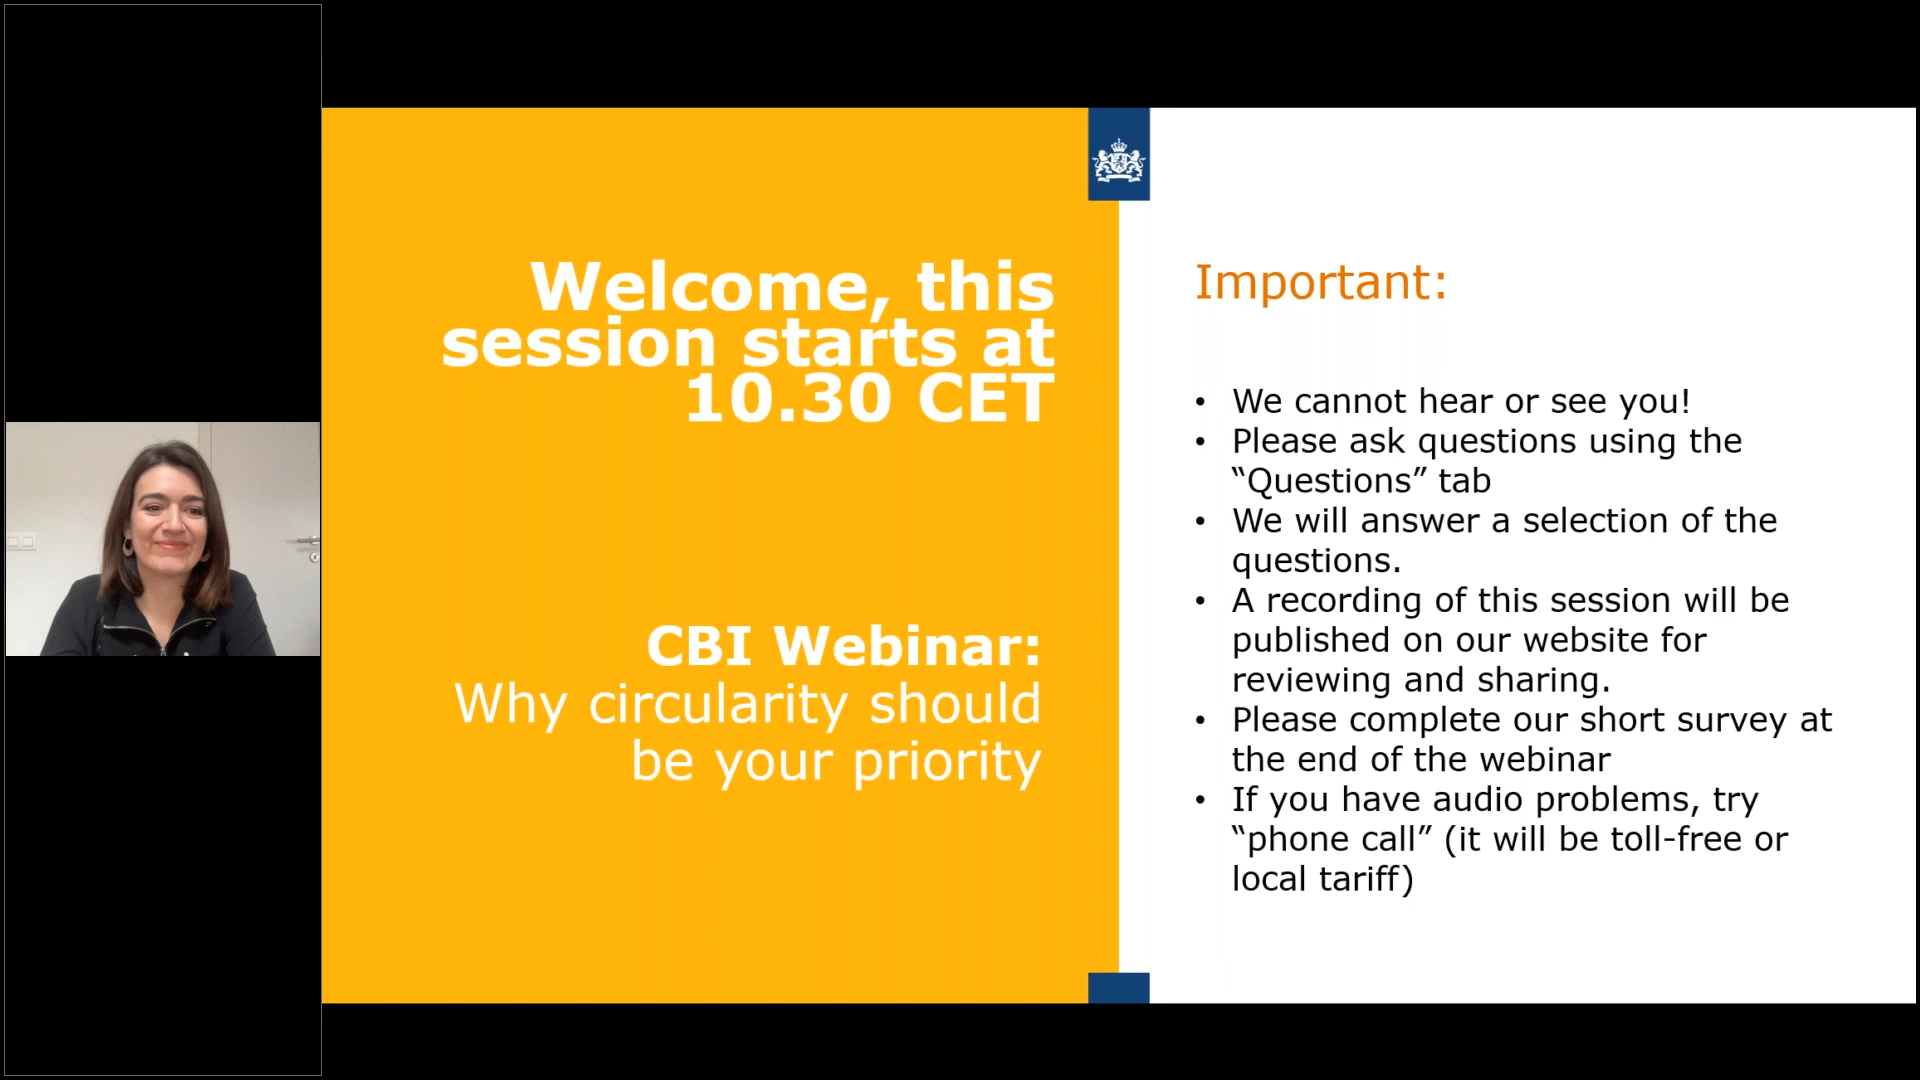 Welcome, this
session starts at
10.30 CET
CBI Webinar:
Why circularity should
be your priority
Important:
• We cannot hear or see you!
• Please ask questions using the
“Questions” tab
• We will answer a selection of the
questions.
• A recording of this session will be
published on our website for
reviewing and sharing.
• Please complete our short survey at
the end of the webinar
• If you have audio problems, try
“phone call” (it will be toll-free or
local tariff)